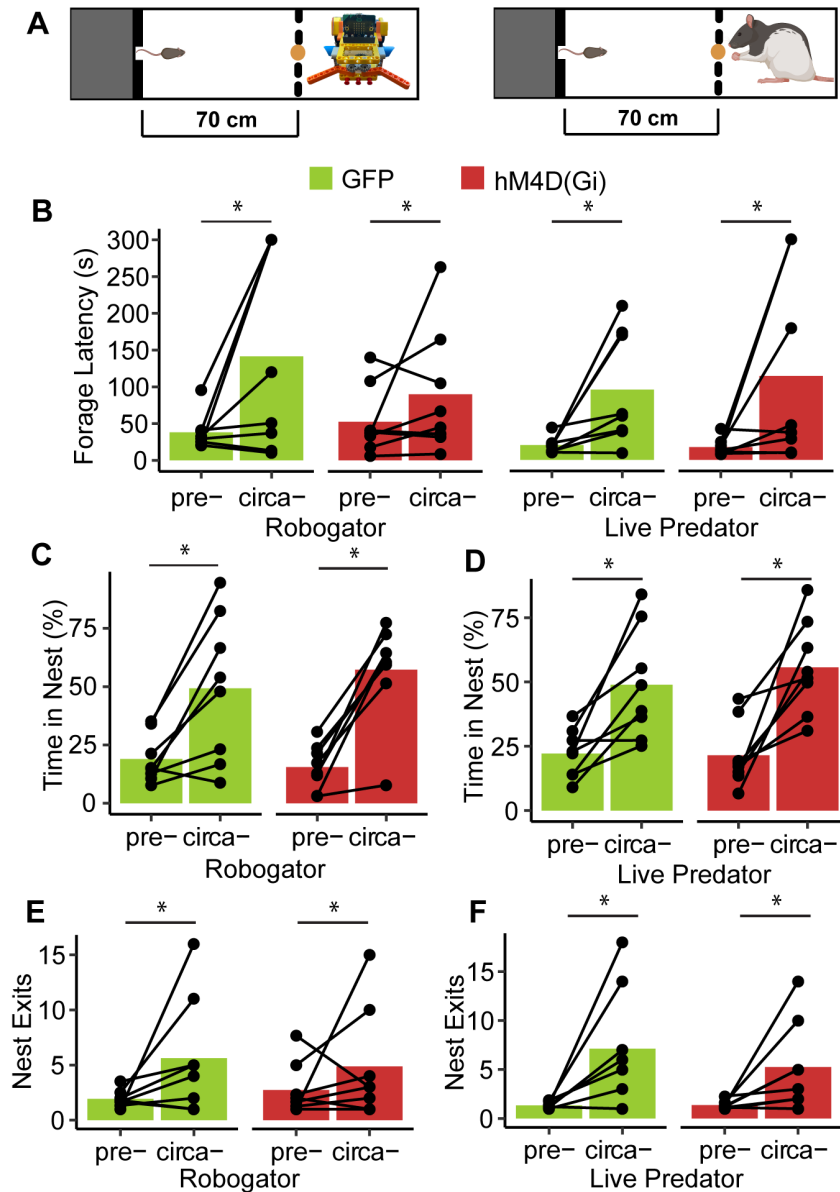 A
70 cm
70 cm
GFP
hM4D(Gi)
B
Forage Latency (s)
300
250
200
150
100
50
0
*
*
*
*
pre−
circa−
pre−
circa−
pre−
circa−
pre−
circa−
Robogator
Live Predator
C
Time in Nest (%)
75
50
25
0
*
*
pre−
circa−
pre−
circa−
Robogator
D
Time in Nest (%)
75
50
25
0
*
*
pre−
circa−
pre−
circa−
Live Predator
E
Nest Exits
15
10
5
0
*
*
pre−
circa−
pre−
circa−
Robogator
F
Nest Exits
15
10
5
0
*
*
pre−
circa−
pre−
circa−
Live Predator